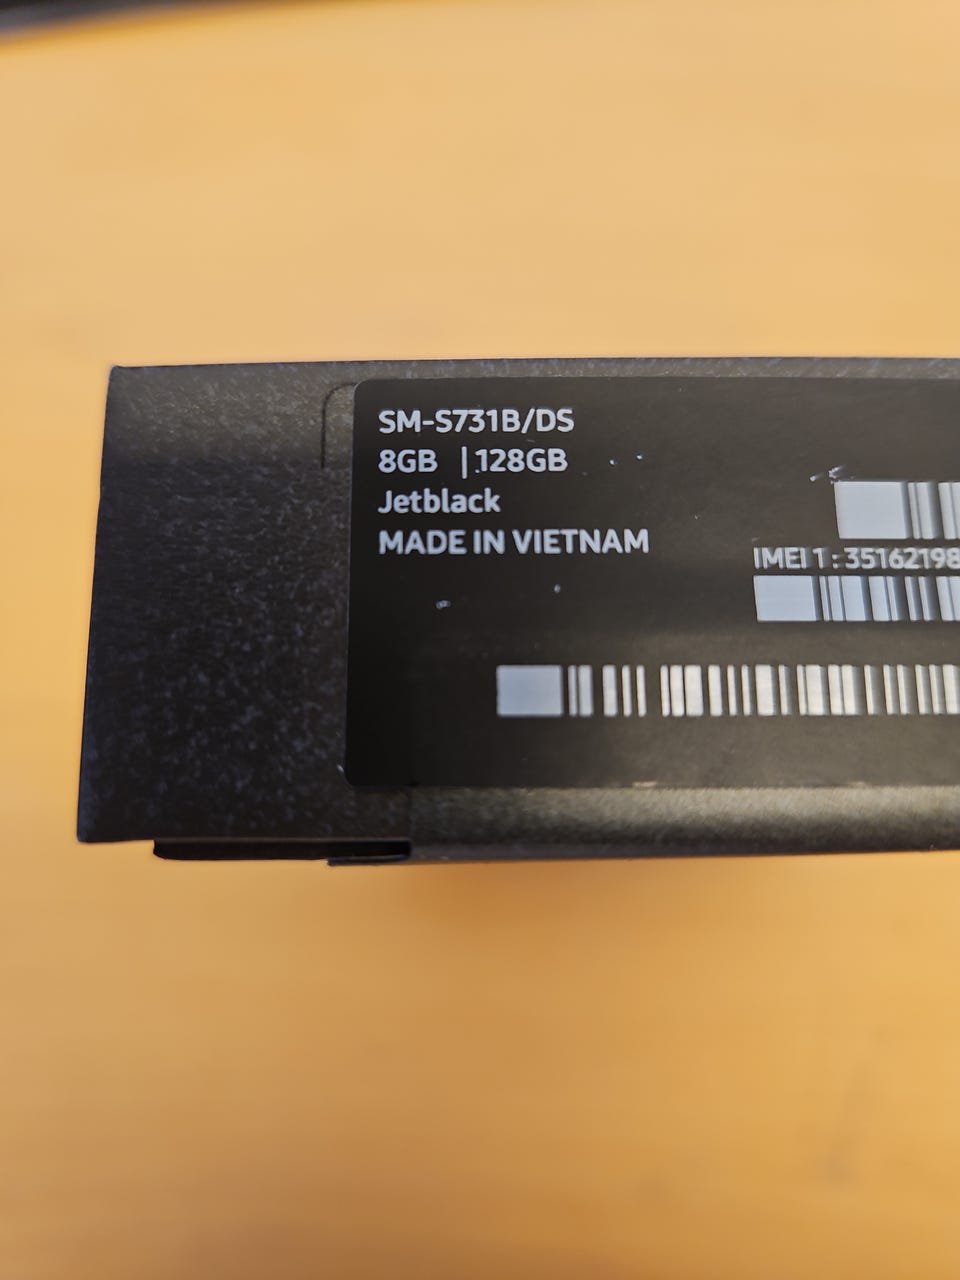 SM-S731B/DS
8GB | 128GB
Jetblack
MADE IN VIETNAM
IMEI 1 : 35162198